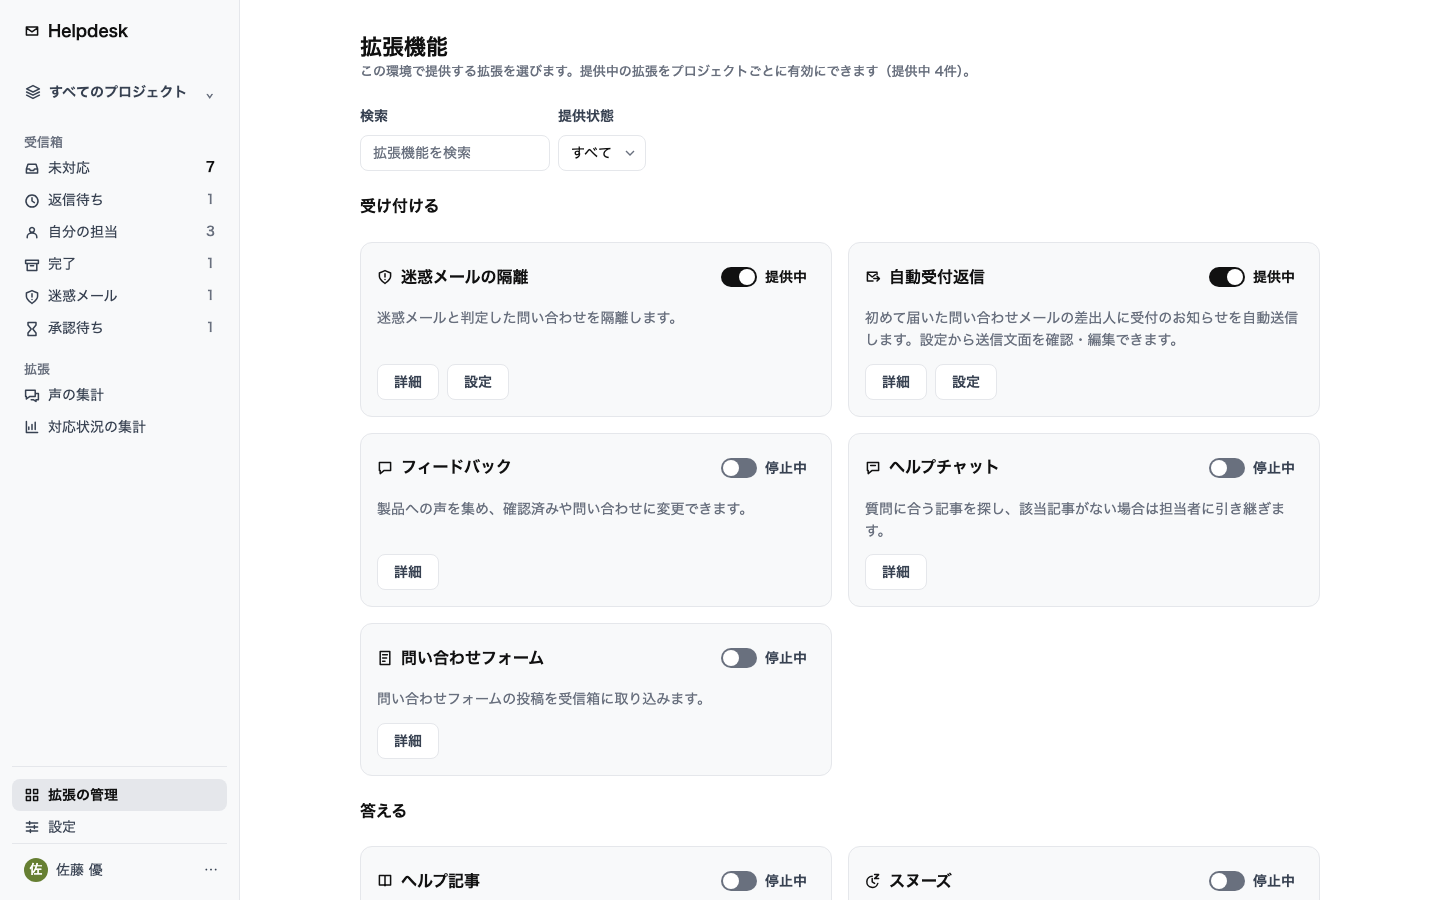 Helpdesk
すべてのプロジェクト
受信箱
未対応 7
返信待ち 1
自分の担当 3
完了 1
迷惑メール 1
承認待ち 1
拡張
声の集計
対応状況の集計
拡張の管理
設定
佐 佐藤 優 …
拡張機能
この環境で提供する拡張を選びます。提供中の拡張をプロジェクトごとに有効にできます（提供中 4件）。
検索 提供状態
拡張機能を検索 すべて
受け付ける
迷惑メールの隔離 提供中
迷惑メールと判定した問い合わせを隔離します。
詳細 設定
自動受付返信 提供中
初めて届いた問い合わせメールの差出人に受付のお知らせを自動送信
します。設定から送信文面を確認・編集できます。
詳細 設定
フィードバック 停止中
製品への声を集め、確認済みや問い合わせに変更できます。
詳細
ヘルプチャット 停止中
質問に合う記事を探し、該当記事がない場合は担当者に引き継ぎま
す。
詳細
問い合わせフォーム 停止中
問い合わせフォームの投稿を受信箱に取り込みます。
詳細
答える
ヘルプ記事 停止中
スヌーズ 停止中